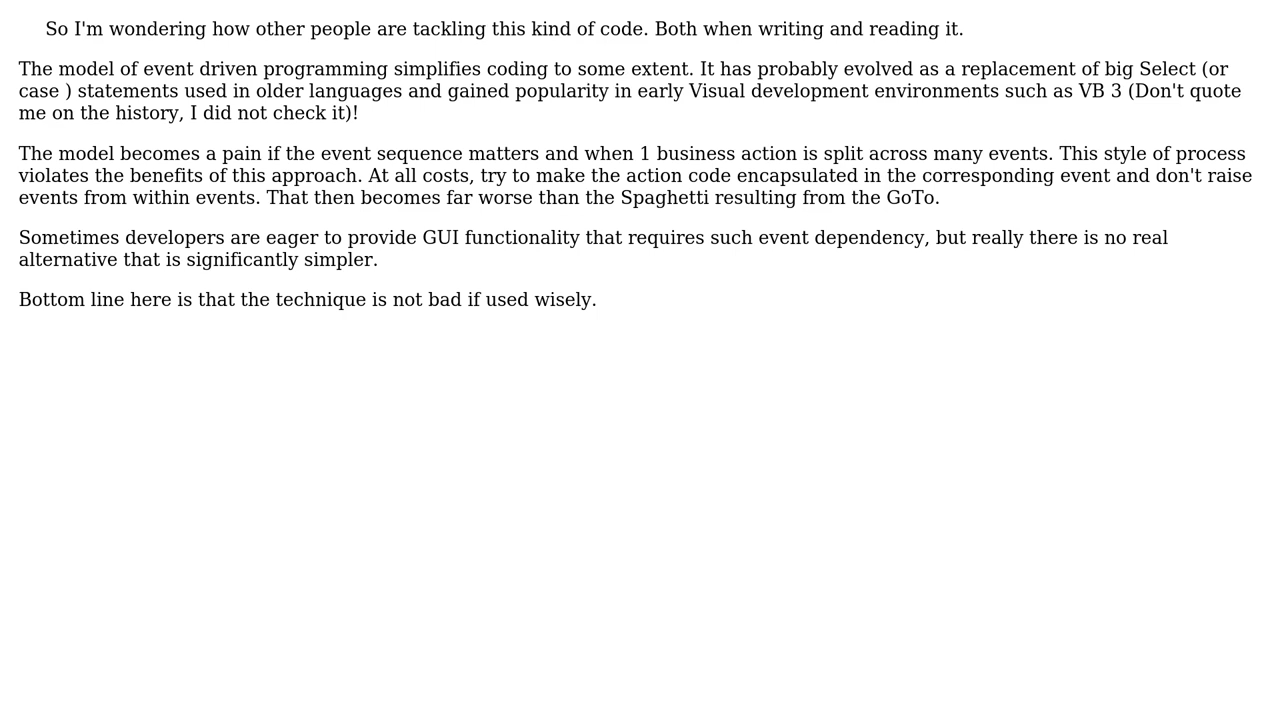 So I'm wondering how other people are tackling this kind of code. Both when writing and reading it.
The model of event driven programming simplifies coding to some extent. It has probably evolved as a replacement of big Select (or
case ) statements used in older languages and gained popularity in early Visual development environments such as VB 3 (Don't quote
me on the history, I did not check it)!
The model becomes a pain if the event sequence matters and when 1 business action is split across many events. This style of process
violates the benefits of this approach. At all costs, try to make the action code encapsulated in the corresponding event and don't raise
events from within events. That then becomes far worse than the Spaghetti resulting from the GoTo.
Sometimes developers are eager to provide GUI functionality that requires such event dependency, but really there is no real
alternative that is significantly simpler.
Bottom line here is that the technique is not bad if used wisely.